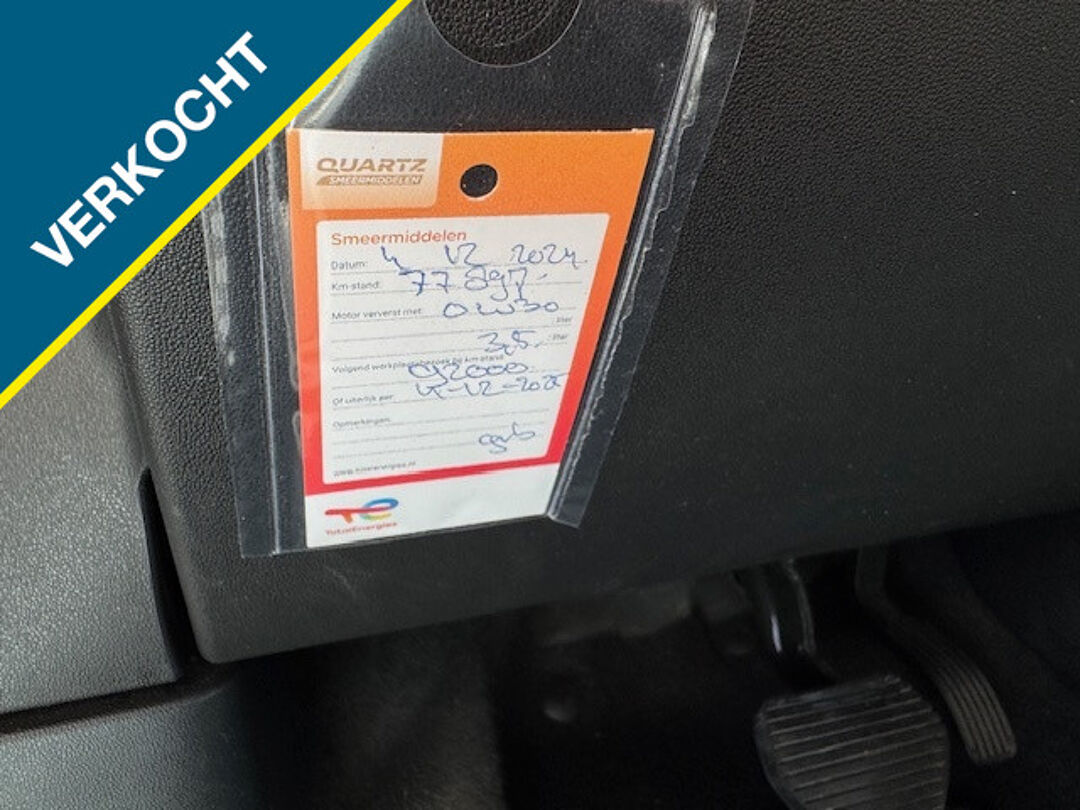 VERKOCHT
QUARTZ
SMEERMIDDELEN
Smeermiddelen
Datum: 4 12 2024
Km-stand: 77 897
Motor ververst met: 0W30
: liter
3,5 : liter
Volgend werkplaatsbezoek bij km-stand:
92000
Of uiterlijk per: 4-12-2025
Opmerkingen:
TotalEnergies